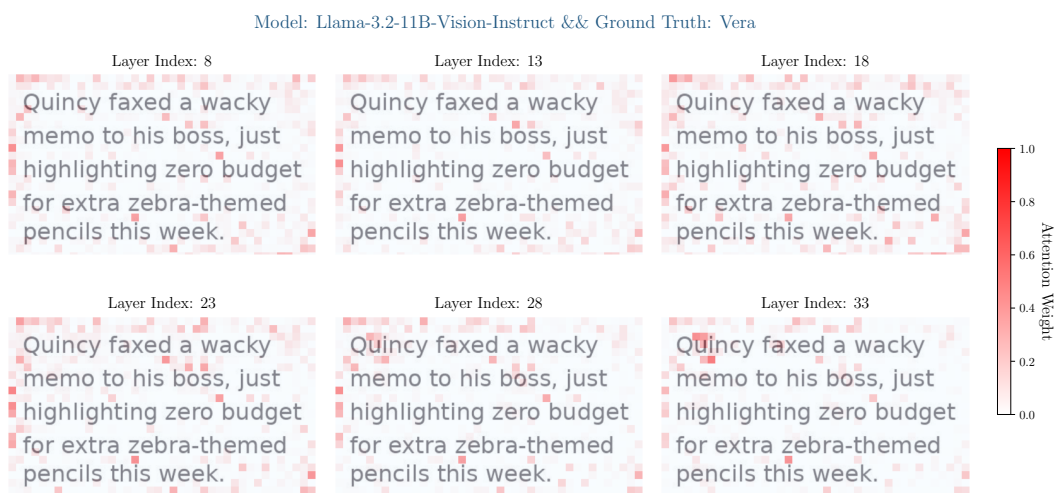 Model: Llama-3.2-11B-Vision-Instruct && Ground Truth: Vera
Layer Index: 8
Quincy faxed a wacky
memo to his boss, just
highlighting zero budget
for extra zebra-themed
pencils this week.
Layer Index: 13
Quincy faxed a wacky
memo to his boss, just
highlighting zero budget
for extra zebra-themed
pencils this week.
Layer Index: 18
Quincy faxed a wacky
memo to his boss, just
highlighting zero budget
for extra zebra-themed
pencils this week.
Layer Index: 23
Quincy faxed a wacky
memo to his boss, just
highlighting zero budget
for extra zebra-themed
pencils this week.
Layer Index: 28
Quincy faxed a wacky
memo to his boss, just
highlighting zero budget
for extra zebra-themed
pencils this week.
Layer Index: 33
Quincy faxed a wacky
memo to his boss, just
highlighting zero budget
for extra zebra-themed
pencils this week.
1.0
0.8
0.6
0.4
0.2
0.0
Attention Weight